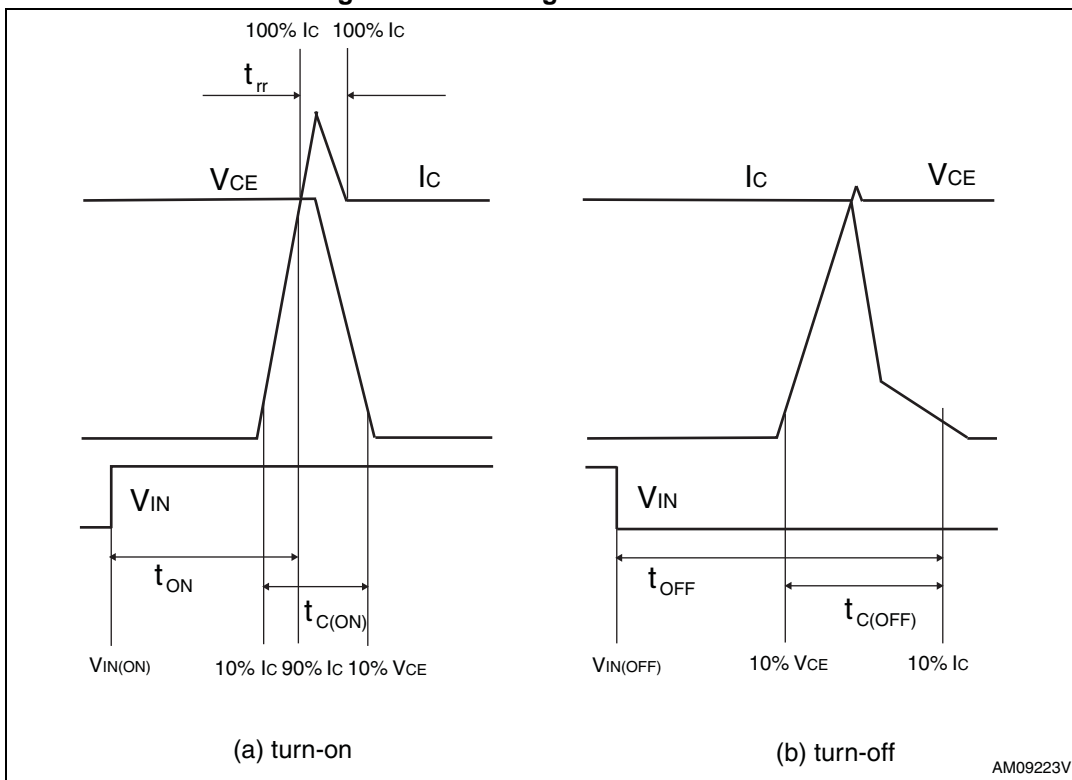 100% IC 100% IC
trr
VCE
IC
VIN
tON
tC(ON)
VIN(ON)
10% IC 90% IC 10% VCE
(a) turn-on
IC
VCE
VIN
tOFF
tC(OFF)
VIN(OFF)
10% VCE
10% IC
(b) turn-off
AM09223V